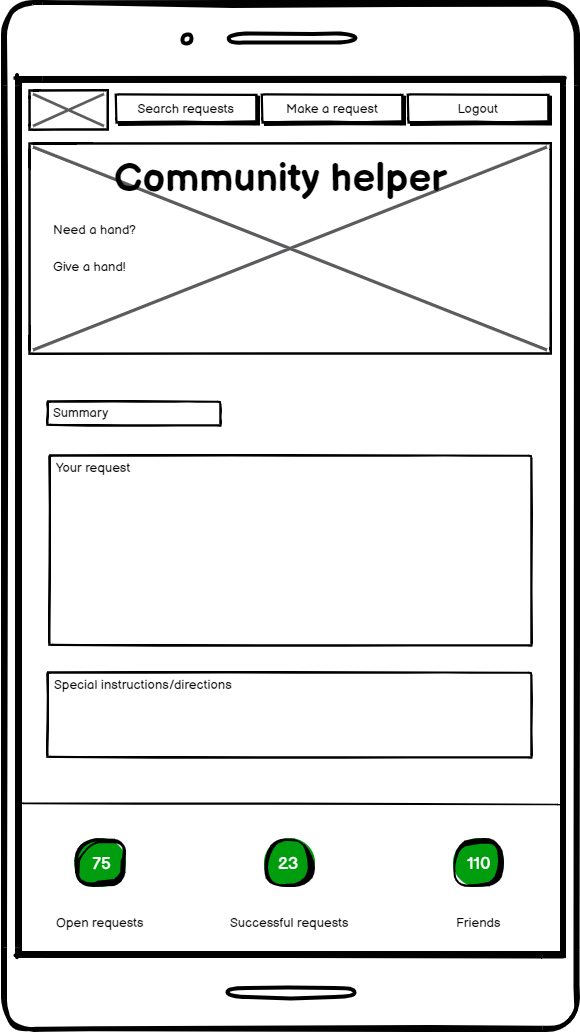 Search requests
Make a request
Logout
Community helper
Need a hand?
Give a hand!
Summary
Your request
Special instructions/directions
75
23
110
Open requests
Successful requests
Friends